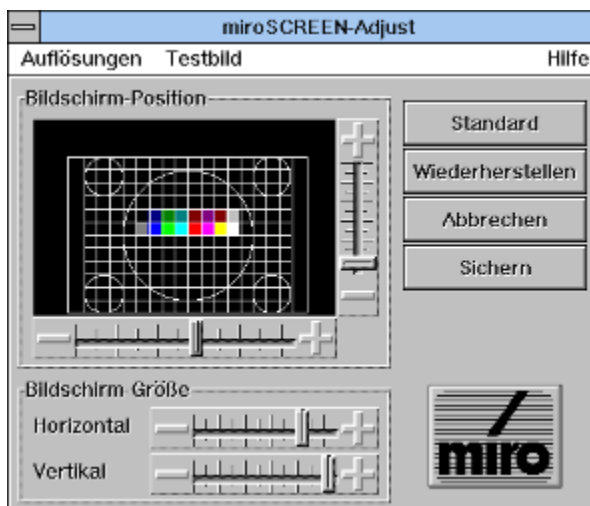 miroSCREEN-Adjust
Auflösungen Testbild Hilfe
Bildschirm-Position
Standard
Wiederherstellen
Abbrechen
Sichern
Bildschirm-Größe
Horizontal
Vertikal
miro